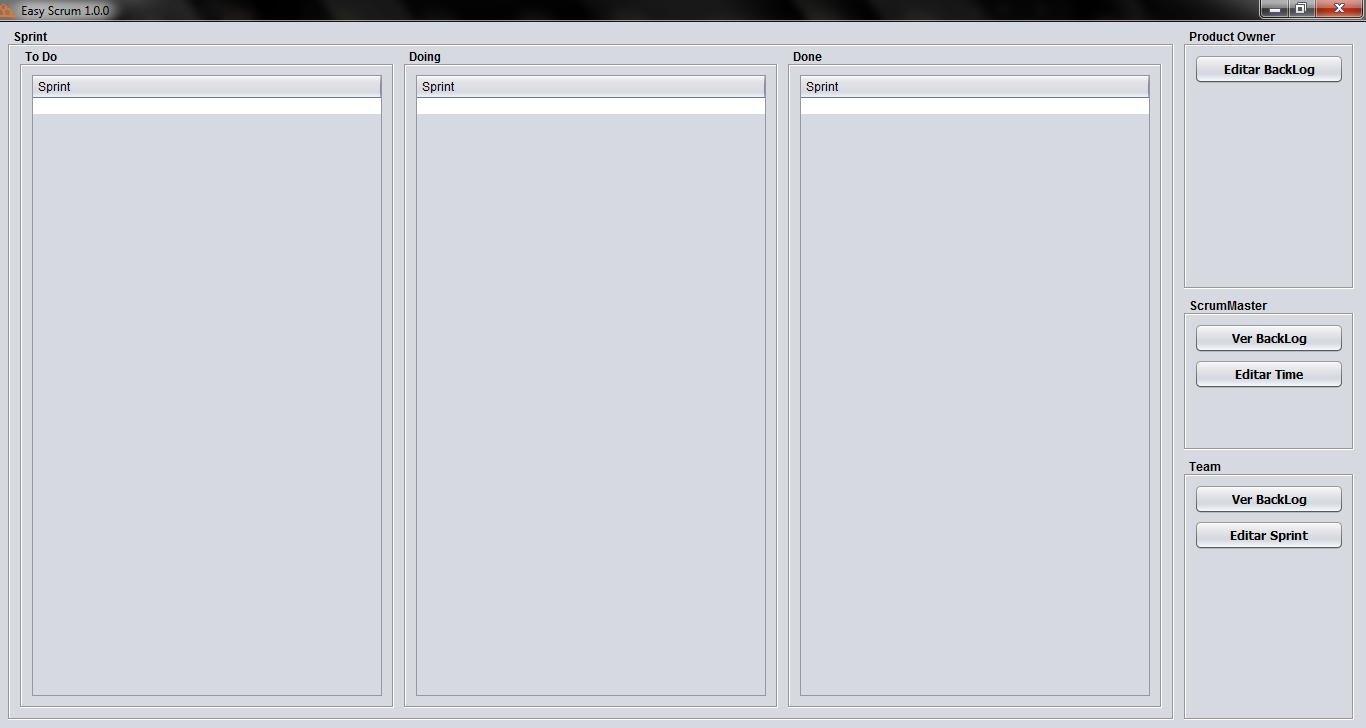 Easy Scrum 1.0.0
Sprint
To Do
Sprint
Doing
Sprint
Done
Sprint
Product Owner
Editar BackLog
ScrumMaster
Ver BackLog
Editar Time
Team
Ver BackLog
Editar Sprint